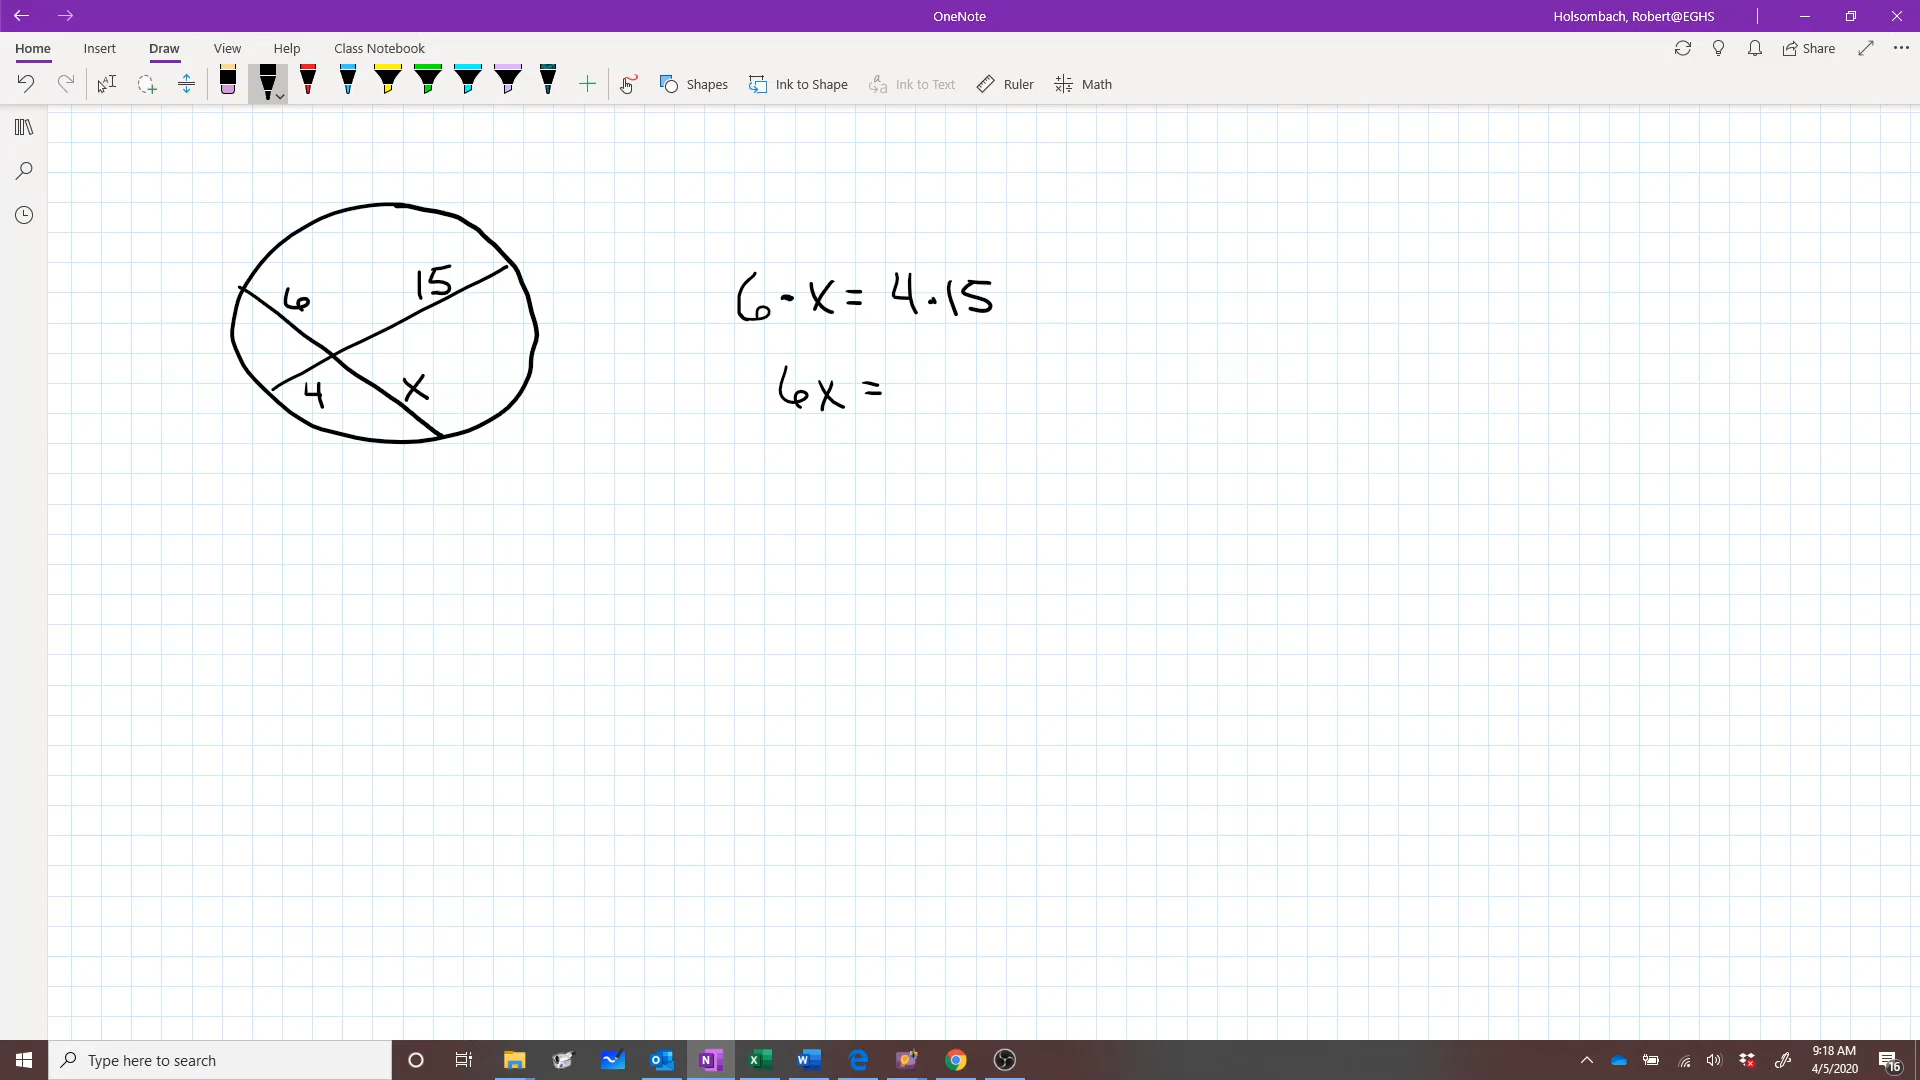 OneNote
Holsombach, Robert@EGHS
Home Insert Draw View Help Class Notebook
Share
Shapes Ink to Shape Ink to Text Ruler Math
6 15
4 x
6 · x = 4 · 15
6x =
Type here to search
9:18 AM
4/5/2020
16